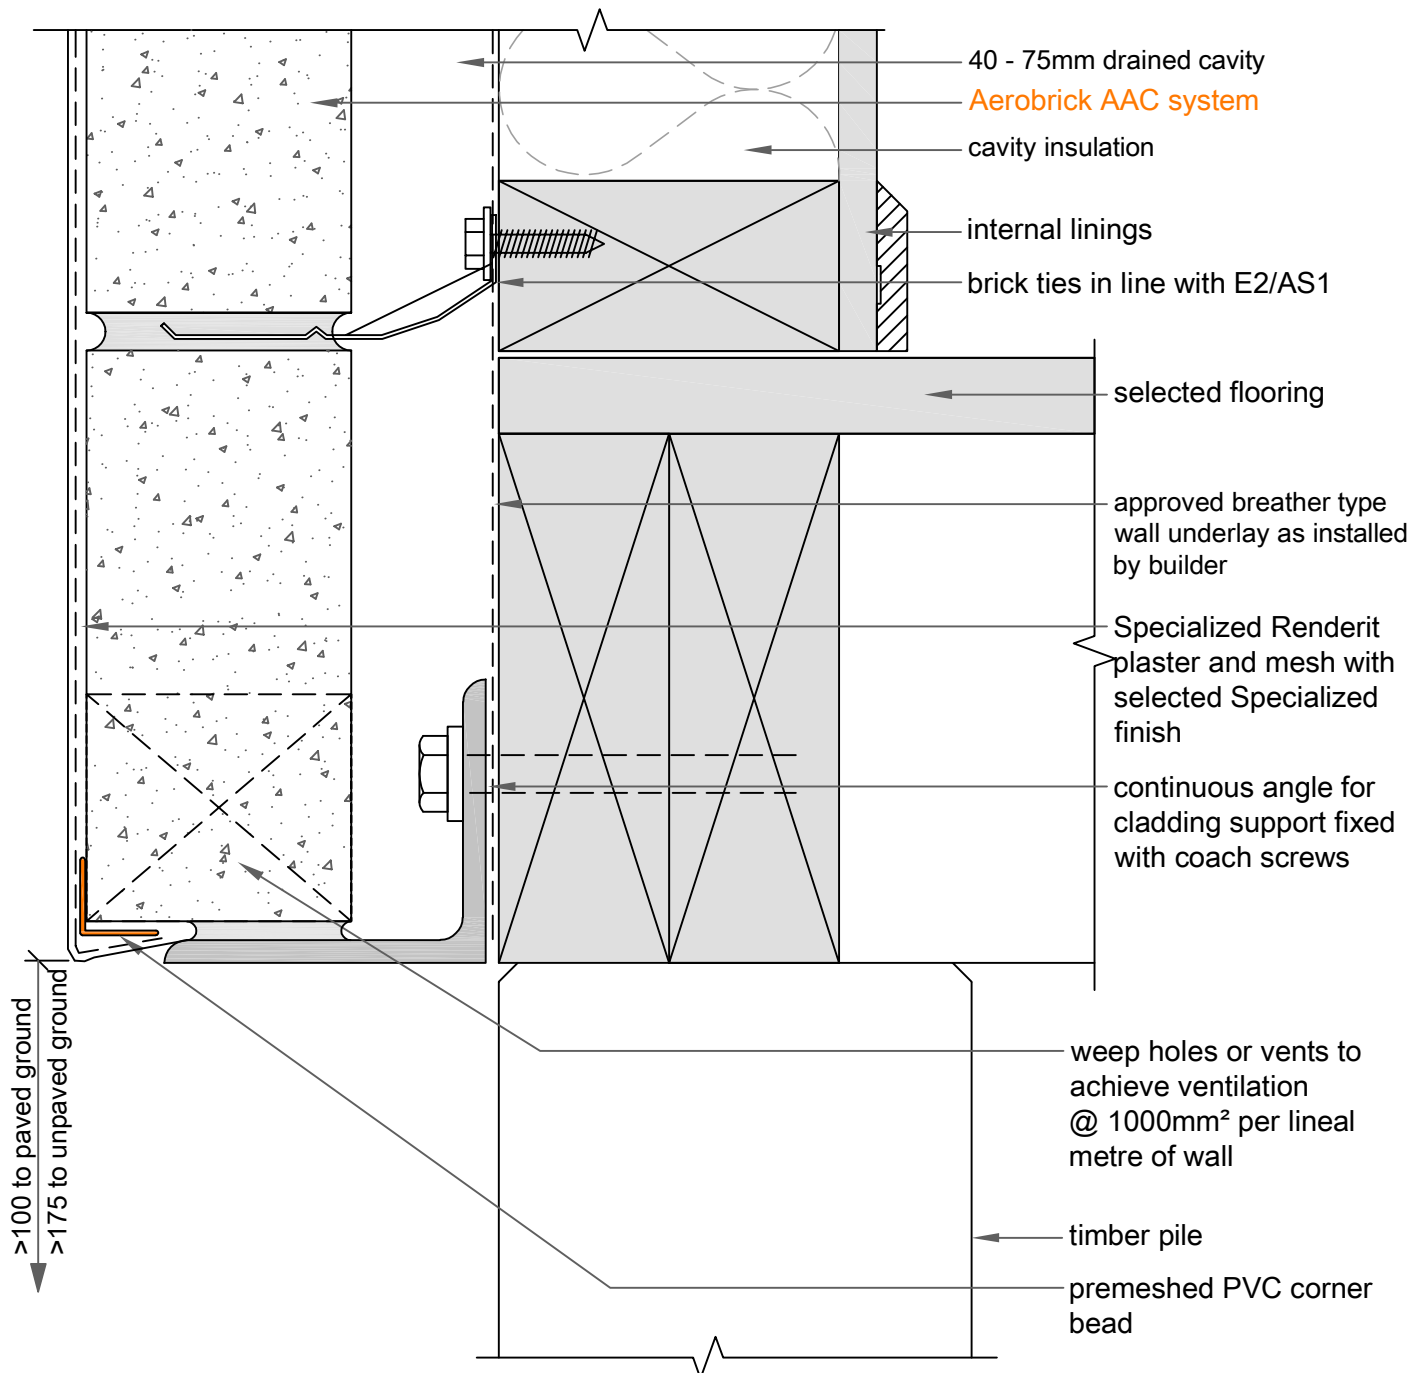 40 - 75mm drained cavity
Aerobrick AAC system
cavity insulation
internal linings
brick ties in line with E2/AS1
selected flooring
approved breather type
wall underlay as installed
by builder
Specialized Renderit
plaster and mesh with
selected Specialized
finish
continuous angle for
cladding support fixed
with coach screws
>100 to paved ground
>175 to unpaved ground
weep holes or vents to
achieve ventilation
@ 1000mm² per lineal
metre of wall
timber pile
premeshed PVC corner
bead